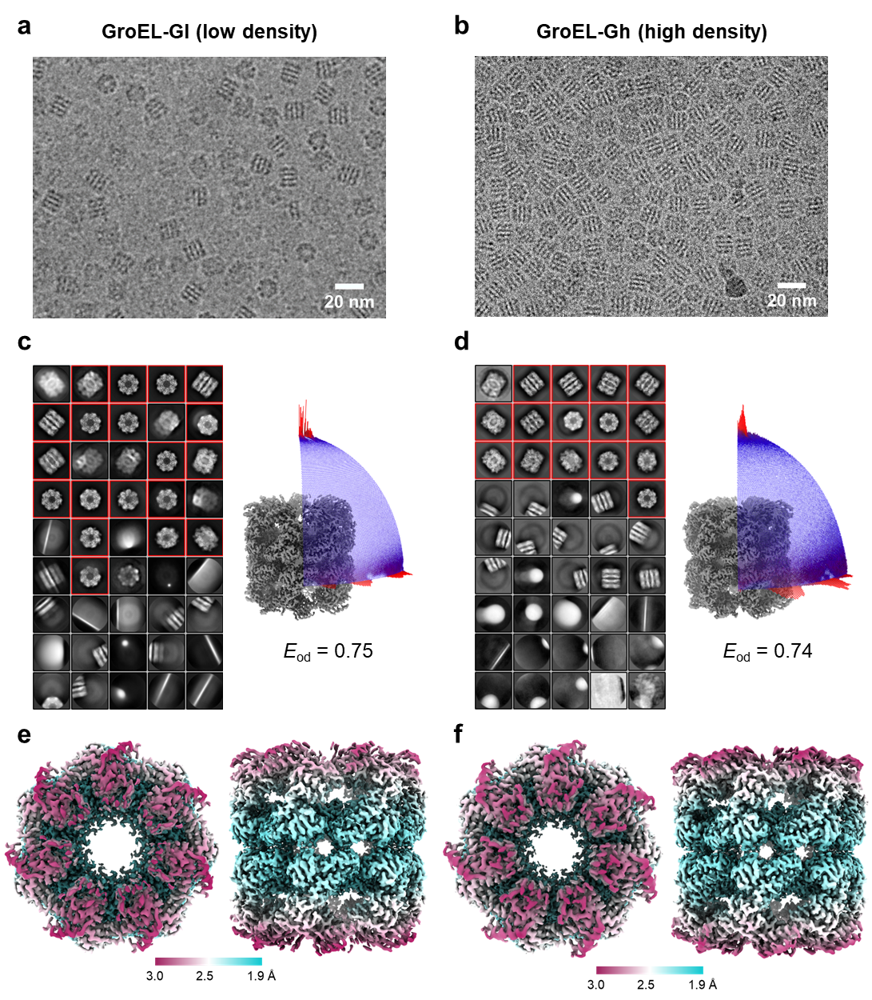 a
GroEL-Gl (low density)
b
GroEL-Gh (high density)
20 nm
20 nm
c
d
Eod = 0.75
Eod = 0.74
e
f
3.0 2.5 1.9 Å
3.0 2.5 1.9 Å